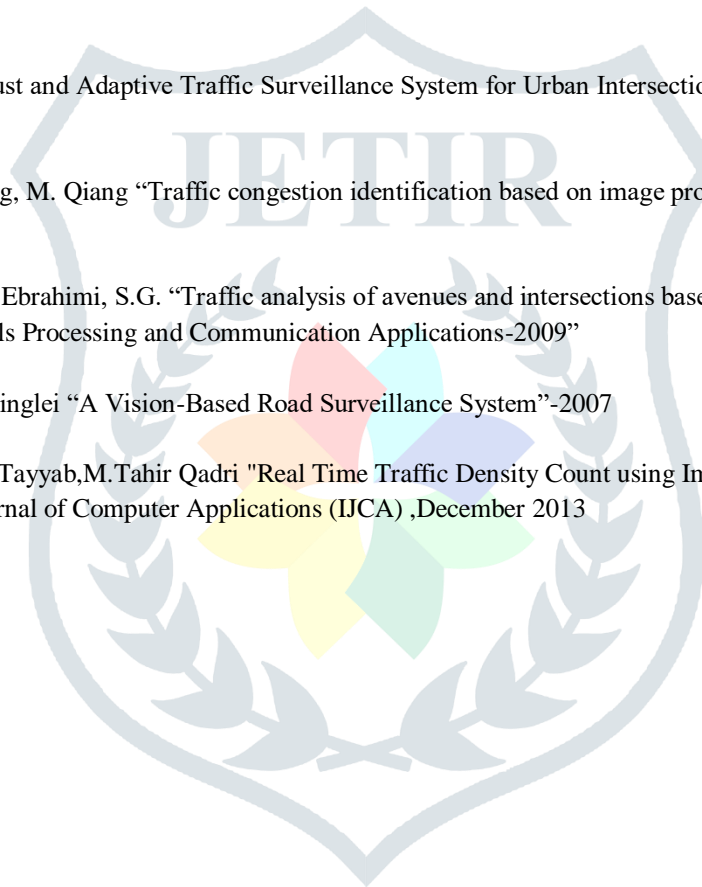 ust and Adaptive Traffic Surveillance System for Urban Intersectio
JETIR
g, M. Qiang “Traffic congestion identification based on image pro
Ebrahimi, S.G. “Traffic analysis of avenues and intersections base
ls Processing and Communication Applications-2009”
inglei “A Vision-Based Road Surveillance System”-2007
Tayyab,M.Tahir Qadri "Real Time Traffic Density Count using Im
rnal of Computer Applications (IJCA) ,December 2013